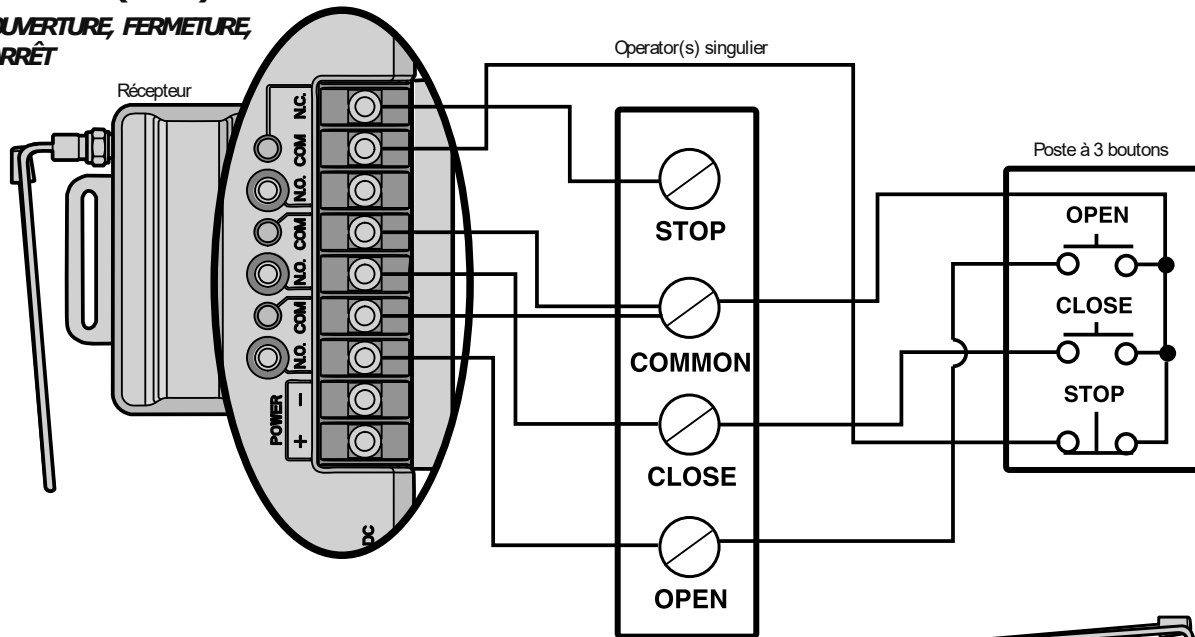 OUVERTURE, FERMETURE,
ARRÊT
Récepteur
Operator(s) singulier
Poste à 3 boutons
N.C.
COM
N.O.
COM
N.O.
COM
N.O.
POWER
-
+
DC
STOP
COMMON
CLOSE
OPEN
OPEN
CLOSE
STOP